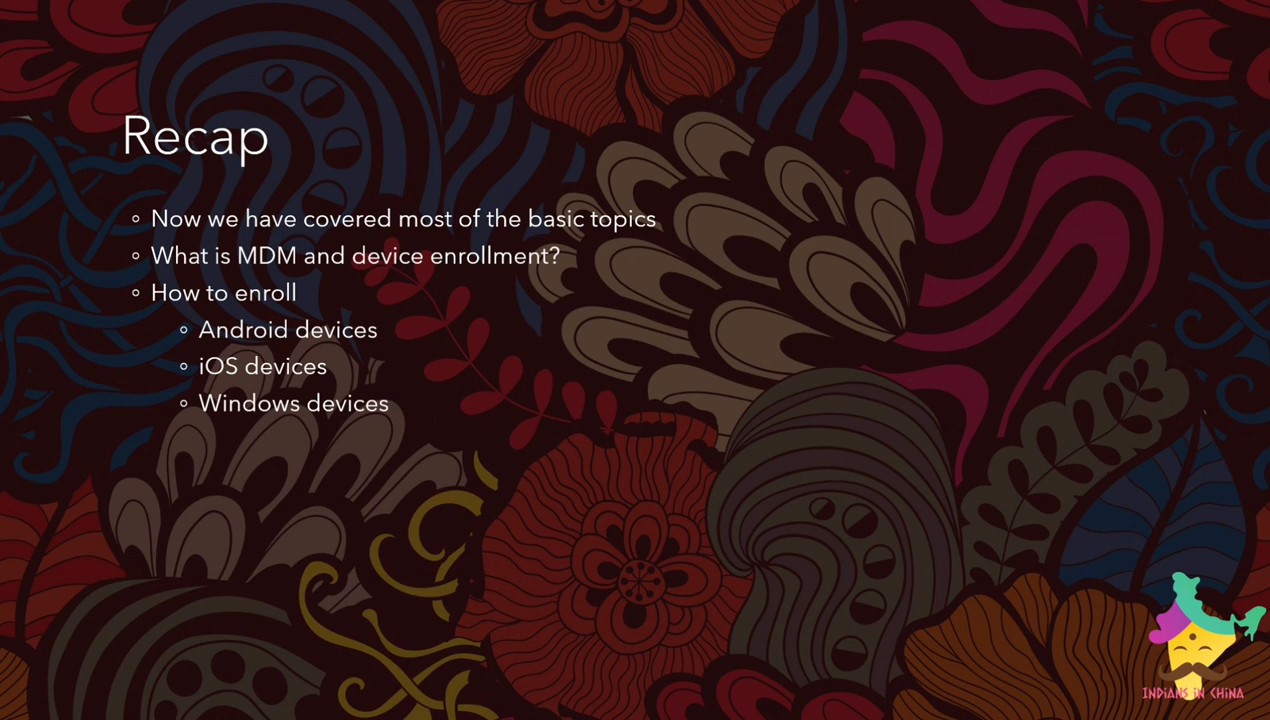 Recap
Now we have covered most of the basic topics
What is MDM and device enrollment?
How to enroll
Android devices
iOS devices
Windows devices
INDIANS IN CHINA